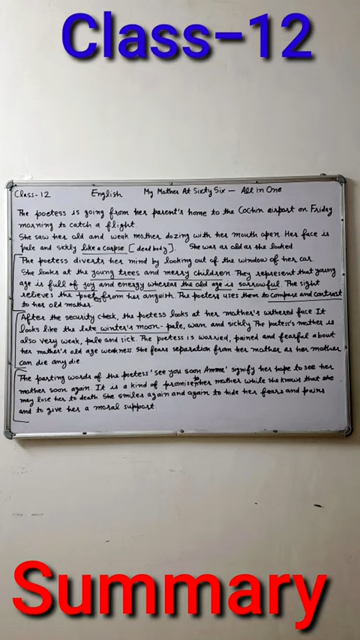 Class-12
Class-12 English My Mother At Sixty Six - All in One
The poetess is going from her parent's home to the Cochin airport on Friday
morning to catch a flight.
She saw her old and weak mother dozing with her mouth open. Her face is
pale and sickly like a corpse [dead body]. She was as old as she looked
The poetess diverts her mind by looking out of the window of her car.
She looks at the young trees and merry children. They represent that young
age is full of joy and energy whereas the old age is sorrowful. The sight
relieves the poetess from her anguish. The poetess uses them to compare and contrast
to her old mother.
After the security check, the poetess looks at her mother's withered face It
looks like the late winter's moon - pale, wan and sickly The poetess's mother is
also very weak, pale and sick. The poetess is worried, pained and fearful about
her mother's old age weakness. She fears separation from her mother as her mother
can die any die
The parting words of the poetess 'see you soon Amma' signify her hope to see her
mother soon again. It is a kind of promise to her mother while she knows that she
may lose her to death. She smiles again and again to hide her fears and pains
and to give her a moral support
Summary